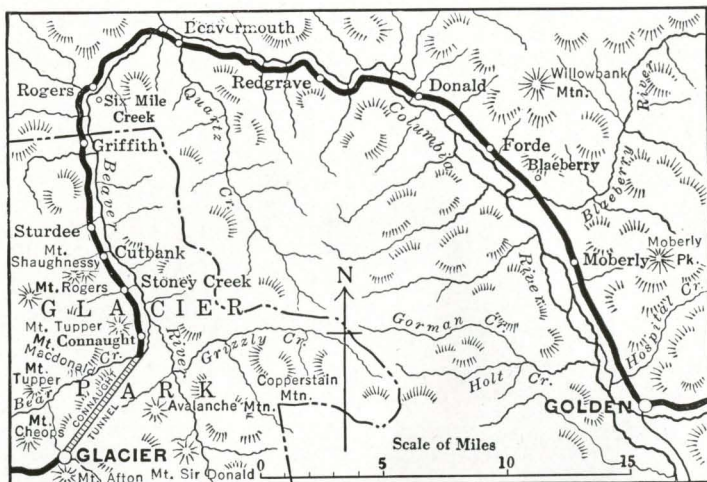 Beavermouth
Rogers
Six Mile
Creek
Redgrave
Donald
Willowbank
Mtn.
River
Quartz
Cr.
Columbia
Griffith
Beaver
Forde
Blaeberry
Blueberry
Sturdee
Mt.
Shaughnessy
Cutbank
Moberly
Moberly
Pk.
Stoney Creek
Mt. Rogers
N
River
GLACIER
Mt. Tupper
Mt. Connaught
Macdonald
Cr.
River
Grizzly Cr.
Gorman Cr.
Hospital Cr.
Mt.
Tupper
Bear
PARK
CONNAUGHT
TUNNEL
Copperstain
Mtn.
Holt Cr.
Mt.
Cheops
Avalanche Mtn.
GOLDEN
GLACIER
Scale of Miles
Mt. Afton
Mt. Sir Donald
0 5 10 15